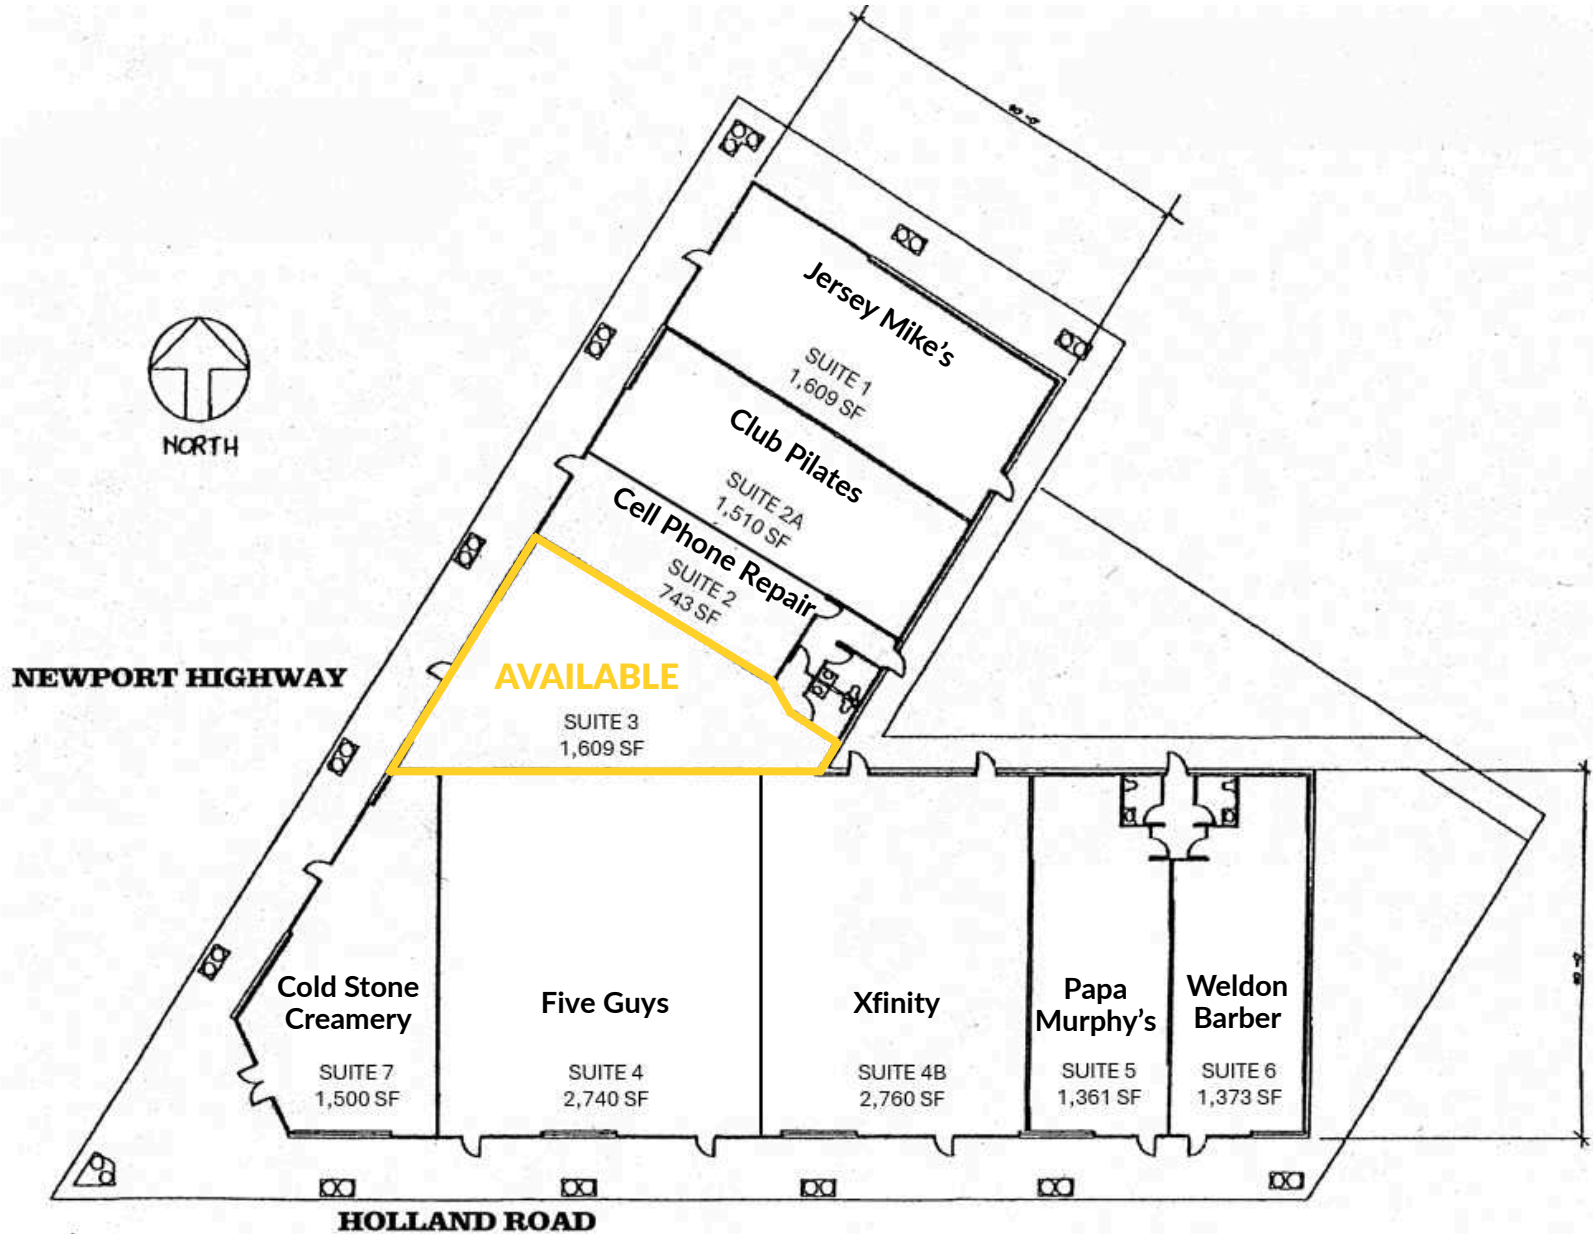 Jersey Mike's
SUITE 1
1,609 SF
Club Pilates
SUITE 2A
1,510 SF
Cell Phone Repair
SUITE 2
743 SF
NORTH
NEWPORT HIGHWAY
AVAILABLE
SUITE 3
1,609 SF
Cold Stone
Creamery
SUITE 7
1,500 SF
Five Guys
SUITE 4
2,740 SF
Xfinity
SUITE 4B
2,760 SF
Papa
Murphy's
SUITE 5
1,361 SF
Weldon
Barber
SUITE 6
1,373 SF
HOLLAND ROAD